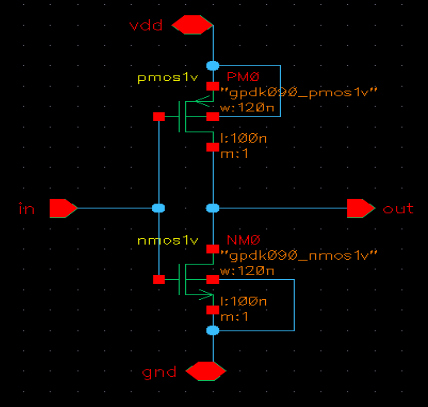 vdd
pmos1v
PM0
"gpdk090_pmos1v"
w:120n
l:100n
m:1
in
out
nmos1v
NM0
"gpdk090_nmos1v"
w:120n
l:100n
m:1
gnd